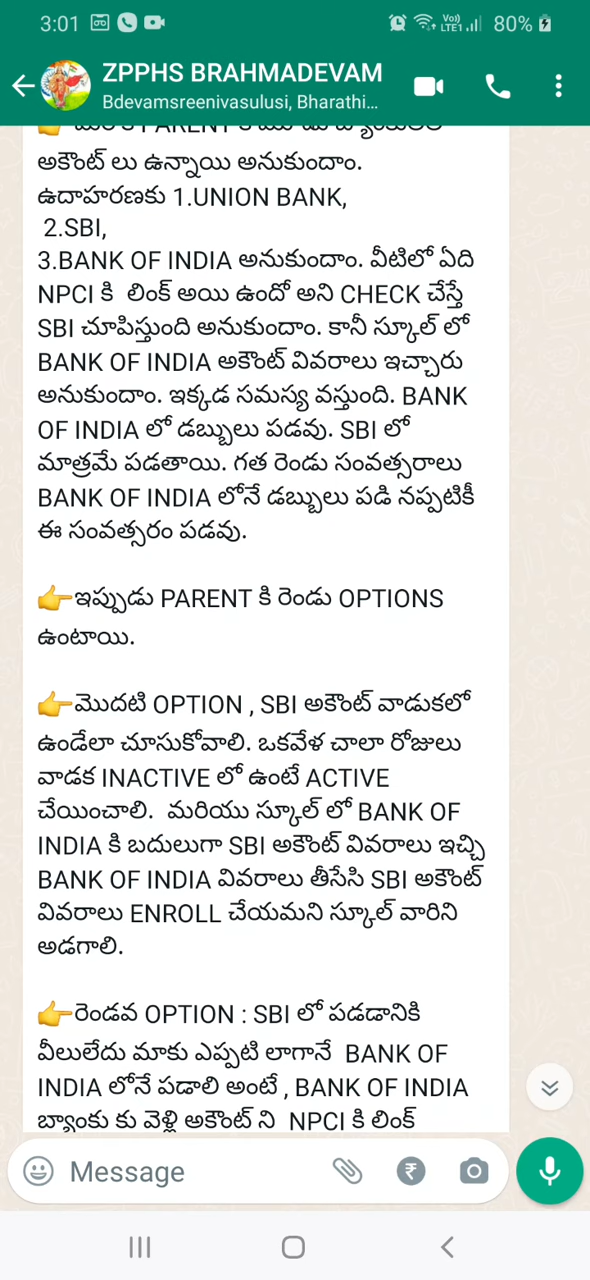 3:01
Vo))
LTE1
80%
ZPPHS BRAHMADEVAM
Bdevamsreenivasulusi, Bharathi...
PARENT
అకౌంట్ లు ఉన్నాయి అనుకుందాం.
ఉదాహరణకు 1.UNION BANK,
2.SBI,
3.BANK OF INDIA అనుకుందాం. వీటిలో ఏది
NPCI కి లింక్ అయి ఉందో అని CHECK చేస్తే
SBI చూపిస్తుంది అనుకుందాం. కానీ స్కూల్ లో
BANK OF INDIA అకౌంట్ వివరాలు ఇచ్చారు
అనుకుందాం. ఇక్కడ సమస్య వస్తుంది. BANK
OF INDIA లో డబ్బులు పడవు. SBI లో
మాత్రమే పడతాయి. గత రెండు సంవత్సరాలు
BANK OF INDIA లోనే డబ్బులు పడి నప్పటికీ
ఈ సంవత్సరం పడవు.
👉ఇప్పుడు PARENT కి రెండు OPTIONS
ఉంటాయి.
👉మొదటి OPTION , SBI అకౌంట్ వాడుకలో
ఉండేలా చూసుకోవాలి. ఒకవేళ చాలా రోజులు
వాడక INACTIVE లో ఉంటే ACTIVE
చేయించాలి. మరియు స్కూల్ లో BANK OF
INDIA కి బదులుగా SBI అకౌంట్ వివరాలు ఇచ్చి
BANK OF INDIA వివరాలు తీసేసి SBI అకౌంట్
వివరాలు ENROLL చేయమని స్కూల్ వారిని
అడగాలి.
👉రెండవ OPTION : SBI లో పడడానికి
వీలులేదు మాకు ఎప్పటి లాగానే BANK OF
INDIA లోనే పడాలి అంటే , BANK OF INDIA
బ్యాంకు కు వెళ్లి అకౌంట్ ని NPCI కి లింక్
Message